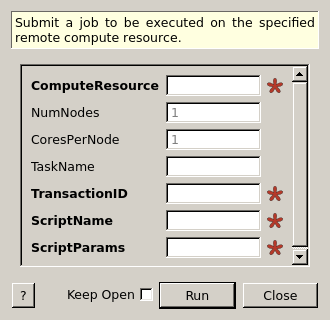 Submit a job to be executed on the specified
remote compute resource.
ComputeResource
NumNodes 1
CoresPerNode 1
TaskName
TransactionID
ScriptName
ScriptParams
? Keep Open Run Close